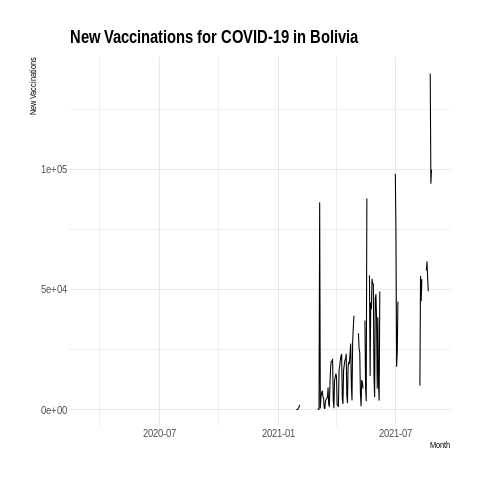 New Vaccinations for COVID-19 in Bolivia
New Vaccinations
1e+05
5e+04
0e+00
2020-07 2021-01 2021-07
Month